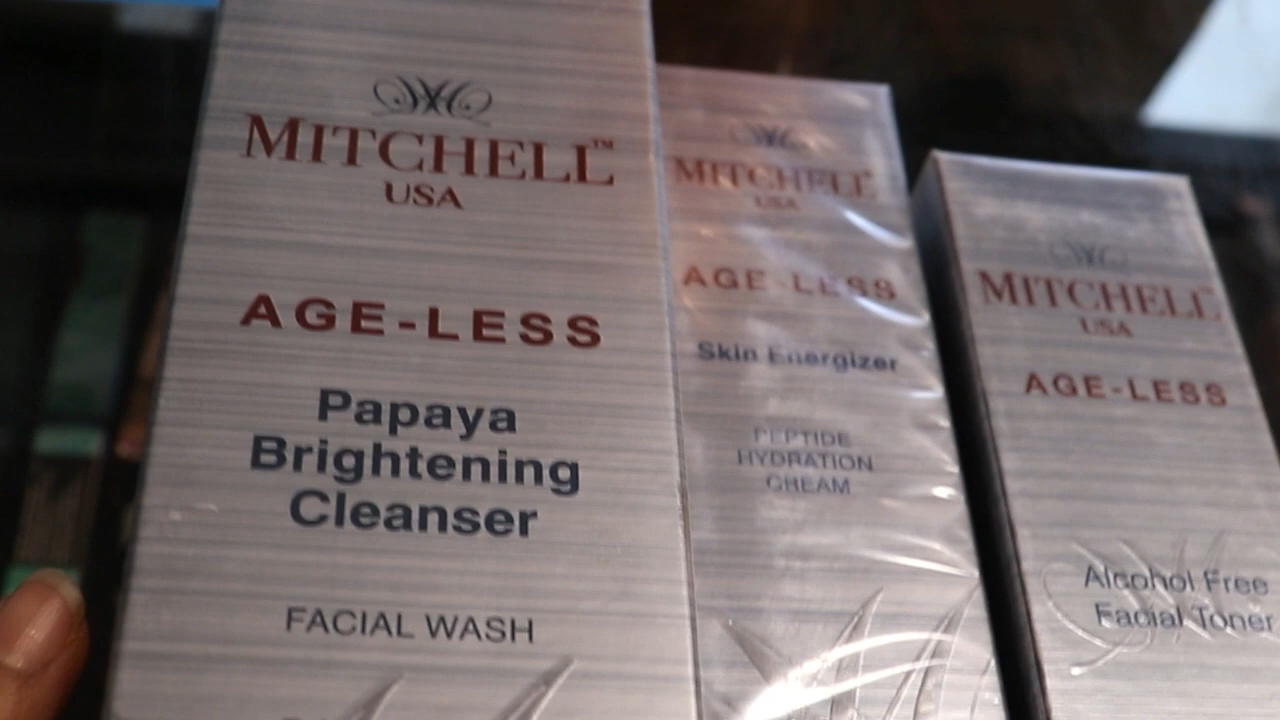 MITCHELL™
USA
AGE-LESS
Papaya
Brightening
Cleanser
FACIAL WASH
MITCHELL
USA
AGE-LESS
Skin Energizer
PEPTIDE
HYDRATION
CREAM
MITCHELL
USA
AGE-LESS
Alcohol Free
Facial Toner